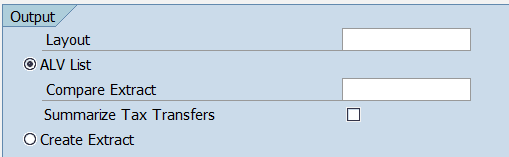 Output
Layout
ALV List
Compare Extract
Summarize Tax Transfers
Create Extract